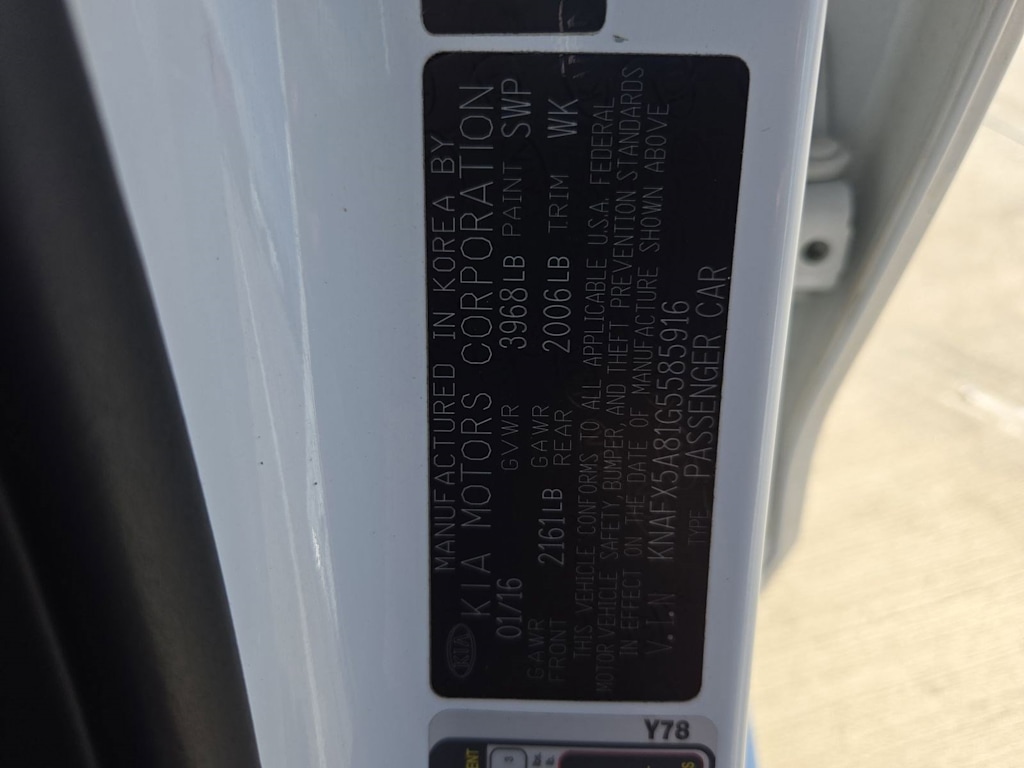 MANUFACTURED IN KOREA BY
KIA KIA MOTORS CORPORATION
01/16 GVWR 3968LB PAINT SWP
GAWR FRONT 2161LB GAWR REAR 2006LB TRIM WK
THIS VEHICLE CONFORMS TO ALL APPLICABLE U.S.A. FEDERAL
MOTOR VEHICLE SAFETY, BUMPER, AND THEFT PREVENTION STANDARDS
IN EFFECT ON THE DATE OF MANUFACTURE SHOWN ABOVE
V.I.N KNAFX5A81G5585916
TYPE PASSENGER CAR
Y78
3